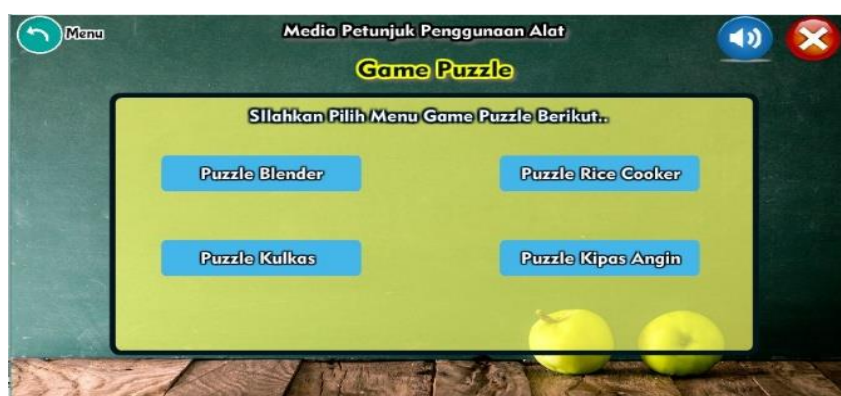 Menu
Media Petunjuk Penggunaan Alat
Game Puzzle
SIlahkan Pilih Menu Game Puzzle Berikut..
Puzzle Blender
Puzzle Rice Cooker
Puzzle Kulkas
Puzzle Kipas Angin